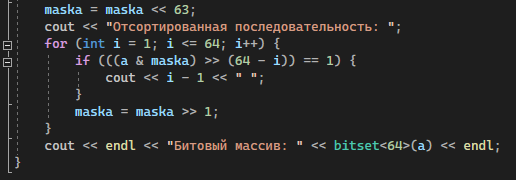 maska = maska << 63;
cout << "Отсортированная последовательность: ";
for (int i = 1; i <= 64; i++) {
if (((a & maska) >> (64 - i)) == 1) {
cout << i - 1 << " ";
}
maska = maska >> 1;
}
cout << endl << "Битовый массив: " << bitset<64>(a) << endl;
}